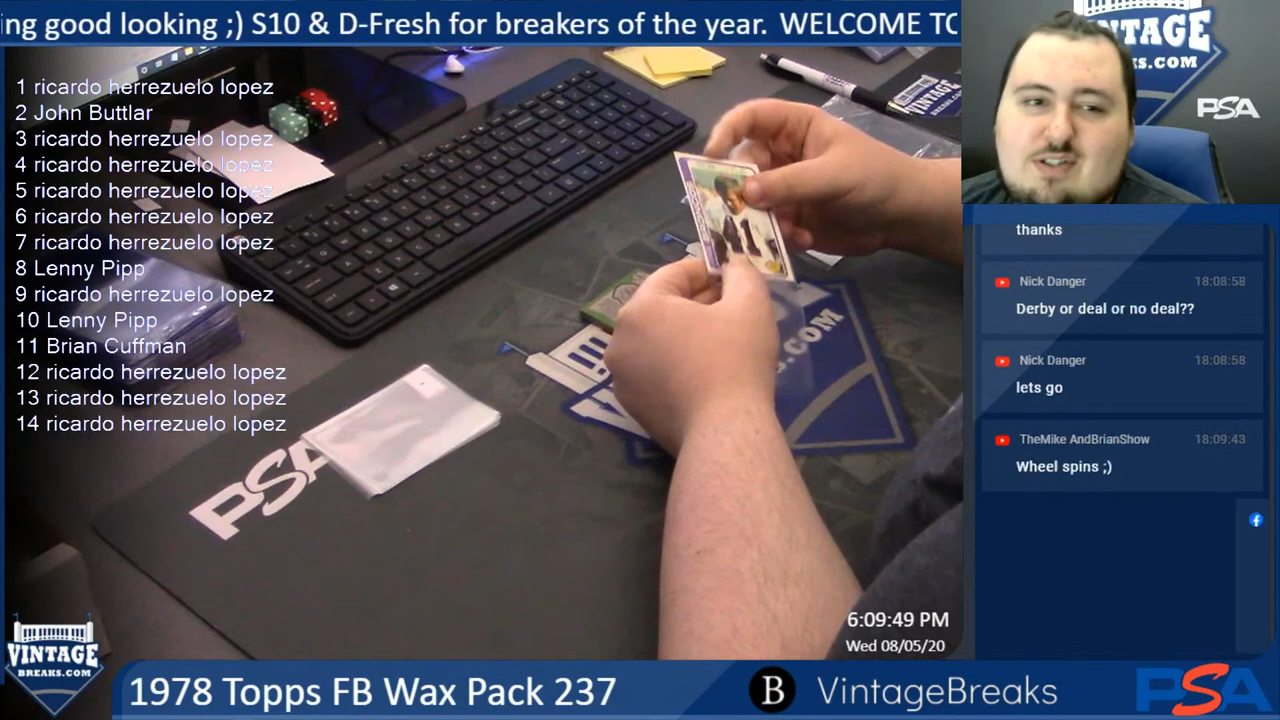 ng good looking ;) S10 & D-Fresh for breakers of the year. WELCOME TO
1 ricardo herrezuelo lopez
2 John Buttlar
3 ricardo herrezuelo lopez
4 ricardo herrezuelo lopez
5 ricardo herrezuelo lopez
6 ricardo herrezuelo lopez
7 ricardo herrezuelo lopez
8 Lenny Pipp
9 ricardo herrezuelo lopez
10 Lenny Pipp
11 Brian Cuffman
12 ricardo herrezuelo lopez
13 ricardo herrezuelo lopez
14 ricardo herrezuelo lopez
VINTAGE
PSA
thanks
Nick Danger 18:08:58
Derby or deal or no deal??
Nick Danger 18:08:58
lets go
TheMike AndBrianShow 18:09:43
Wheel spins ;)
PSA
.COM
6:09:49 PM
Wed 08/05/20
VINTAGE
BREAKS.COM
1978 Topps FB Wax Pack 237
B VintageBreaks
PSA